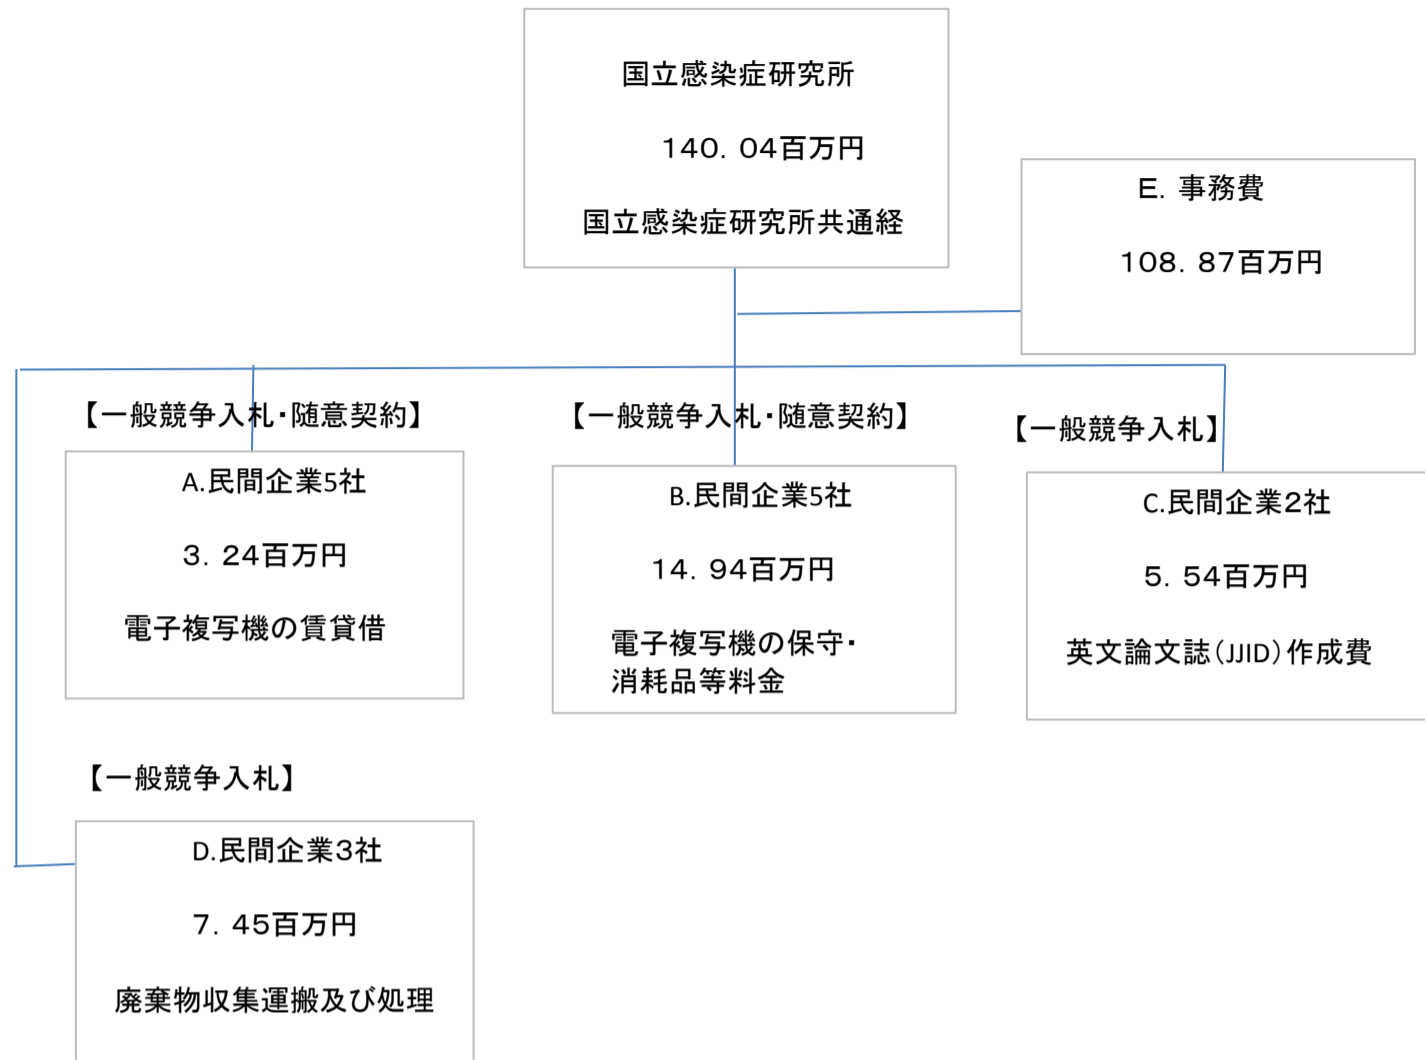 国立感染症研究所
140．04百万円
国立感染症研究所共通経
E．事務費
108．87百万円
【一般競争入札・随意契約】
A.民間企業5社
3．24百万円
電子複写機の賃貸借
【一般競争入札・随意契約】
B.民間企業5社
14．94百万円
電子複写機の保守・
消耗品等料金
【一般競争入札】
C.民間企業２社
5．54百万円
英文論文誌（JJID）作成費
【一般競争入札】
D.民間企業３社
7．45百万円
廃棄物収集運搬及び処理